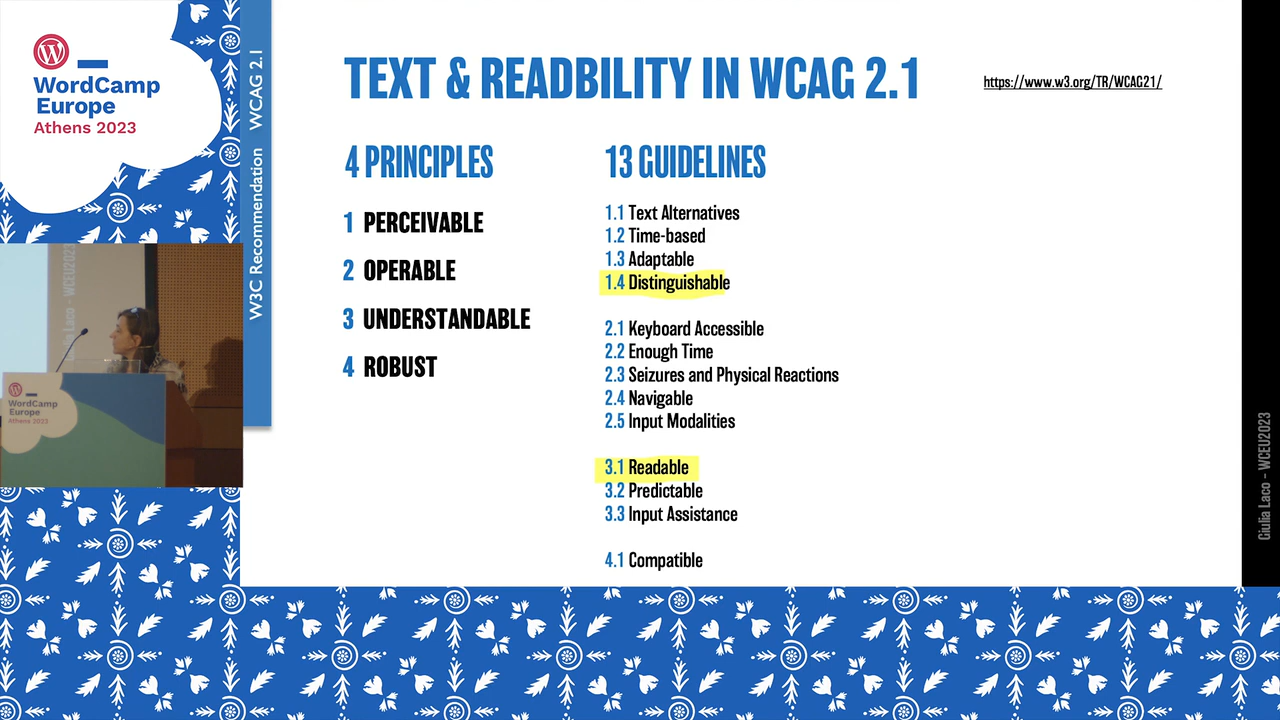 WordCamp
Europe
Athens 2023
W3C Recommendation WCAG 2.1
TEXT & READBILITY IN WCAG 2.1
https://www.w3.org/TR/WCAG21/
4 PRINCIPLES
1 PERCEIVABLE
2 OPERABLE
3 UNDERSTANDABLE
4 ROBUST
13 GUIDELINES
1.1 Text Alternatives
1.2 Time-based
1.3 Adaptable
1.4 Distinguishable
2.1 Keyboard Accessible
2.2 Enough Time
2.3 Seizures and Physical Reactions
2.4 Navigable
2.5 Input Modalities
3.1 Readable
3.2 Predictable
3.3 Input Assistance
4.1 Compatible
Giulia Laco - WCEU2023
Giulia Laco - WCEU2023
WordCamp
Europe
Athens 2023